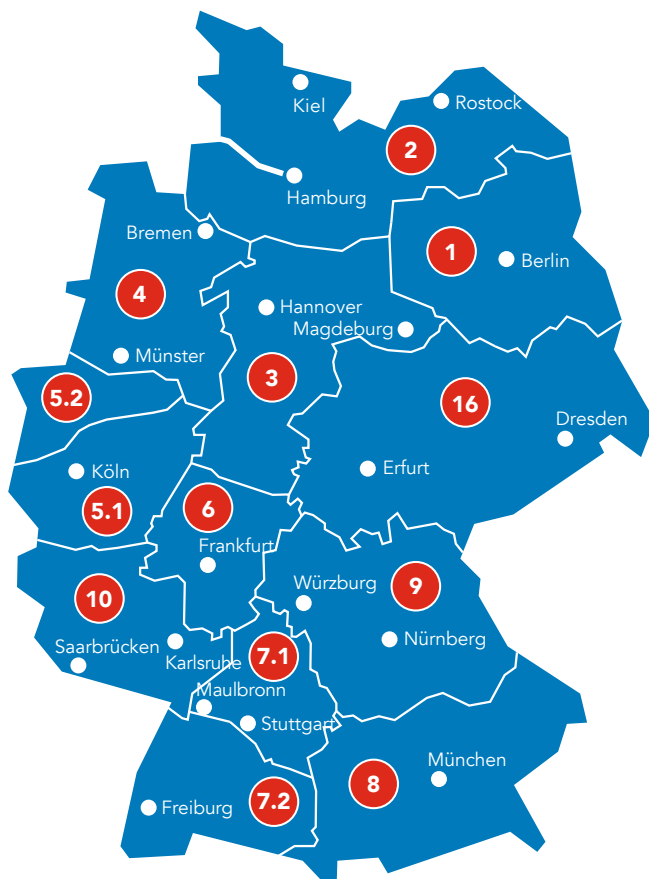 Kiel
Rostock
2
Hamburg
Bremen
1
Berlin
4
Hannover
Magdeburg
Münster
3
5.2
16
Dresden
Köln
Erfurt
5.1
6
Frankfurt
10
Würzburg
9
Nürnberg
Saarbrücken
Karlsruhe
7.1
Maulbronn
Stuttgart
München
8
7.2
Freiburg